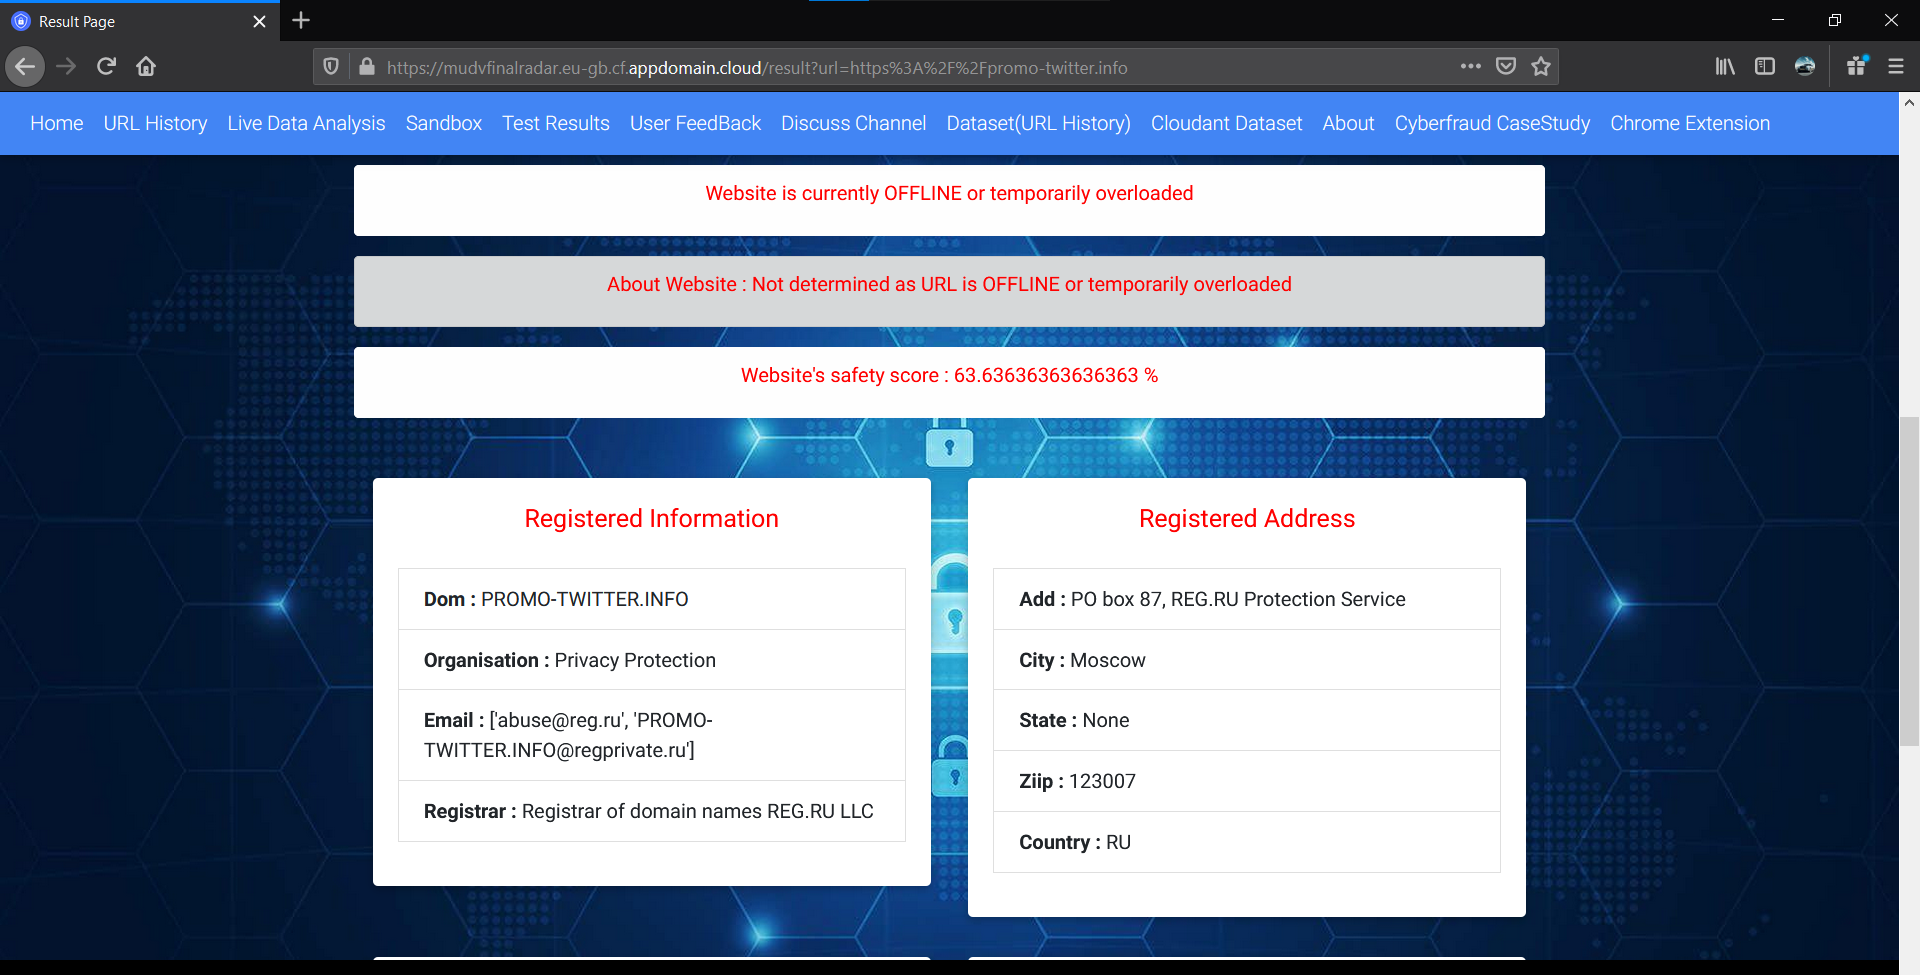 Result Page
https://mudvfinalradar.eu-gb.cf.appdomain.cloud/result?url=https%3A%2F%2Fpromo-twitter.info
Home URL History Live Data Analysis Sandbox Test Results User FeedBack Discuss Channel Dataset(URL History) Cloudant Dataset About Cyberfraud CaseStudy Chrome Extension
Website is currently OFFLINE or temporarily overloaded
About Website : Not determined as URL is OFFLINE or temporarily overloaded
Website's safety score : 63.63636363636363 %
Registered Information
Dom : PROMO-TWITTER.INFO
Organisation : Privacy Protection
Email : ['abuse@reg.ru', 'PROMO-
TWITTER.INFO@regprivate.ru']
Registrar : Registrar of domain names REG.RU LLC
Registered Address
Add : PO box 87, REG.RU Protection Service
City : Moscow
State : None
Ziip : 123007
Country : RU